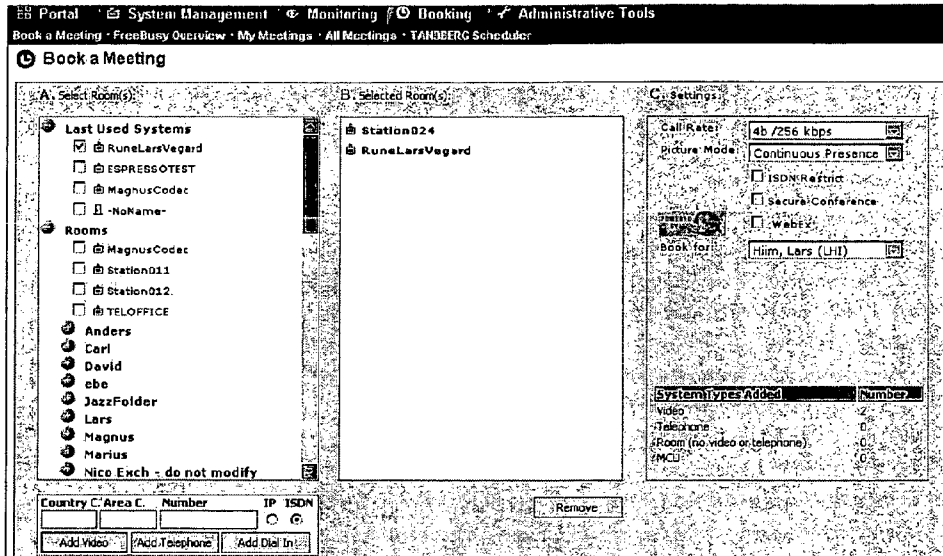 Portal System Management Monitoring Booking Administrative Tools
Book a Meeting · FreeBusy Overview · My Meetings · All Meetings · TANDBERG Scheduler
Book a Meeting
A. Select Room(s)
Last Used Systems
RuneLarsVegard
ESPRESSOTEST
MagnusCodec
-NoName-
Rooms
MagnusCodec
Station011
Station012.
TELOFFICE
Anders
Carl
David
ebe
JazzFolder
Lars
Magnus
Marius
Nico Exch - do not modify
Country C. Area C. Number IP ISDN
Add Video Add Telephone Add Dial In
B. Selected Room(s)
Station024
RuneLarsVegard
Remove
C. Settings
Call Rate: 4b /256 kbps
Picture Mode: Continuous Presence
ISDN Restrict
Secure Conference
WebEx
Book for: Hiim, Lars (LHI)
System Types Added Number
Video 2
Telephone 0
Room (no video or telephone) 0
MCU 0